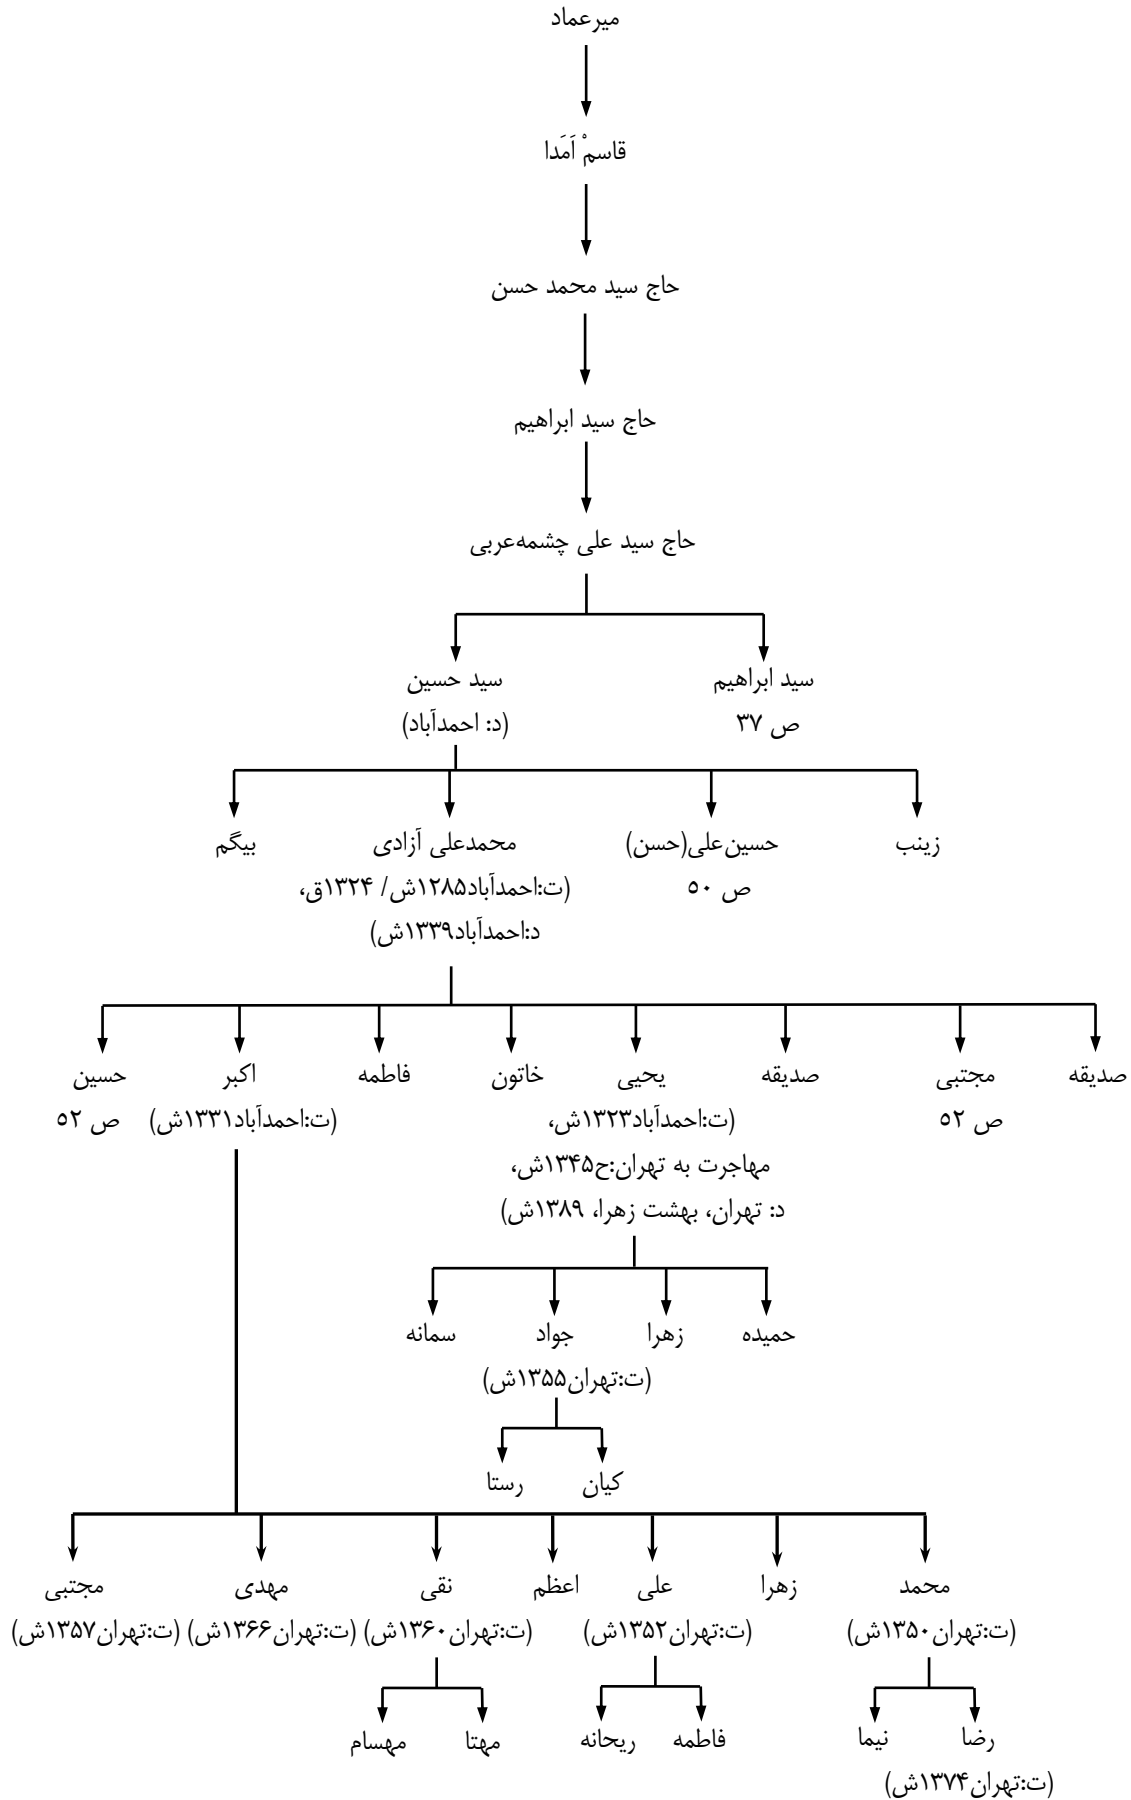 میرعماد
قاسمْ اَمَدا
حاج سید محمد حسن
حاج سید ابراهیم
حاج سید علی چشمه‌عربی
سید ابراهیم
سید حسین
ص ۳۷
(د: احمدآباد)
زینب
حسین‌علی(حسن)
محمدعلی آزادی
بیگم
ص ۵۰
(ت:احمدآباد۱۲۸۵ش/ ۱۳۲۴ق،
د:احمدآباد۱۳۳۹ش)
صدیقه
مجتبی
صدیقه
یحیی
خاتون
فاطمه
اکبر
حسین
ص ۵۲
(ت:احمدآباد۱۳۲۳ش،
(ت:احمدآباد۱۳۳۱ش)
ص ۵۲
مهاجرت به تهران:ح۱۳۴۵ش،
د: تهران، بهشت زهرا، ۱۳۸۹ش)
حمیده
زهرا
جواد
سمانه
(ت:تهران۱۳۵۵ش)
کیان
رستا
محمد
زهرا
علی
اعظم
نقی
مهدی
مجتبی
(ت:تهران۱۳۵۰ش)
(ت:تهران۱۳۵۲ش)
(ت:تهران۱۳۶۰ش)
(ت:تهران۱۳۶۶ش)
(ت:تهران۱۳۵۷ش)
رضا
نیما
فاطمه
ریحانه
مهتا
مهسام
(ت:تهران۱۳۷۴ش)